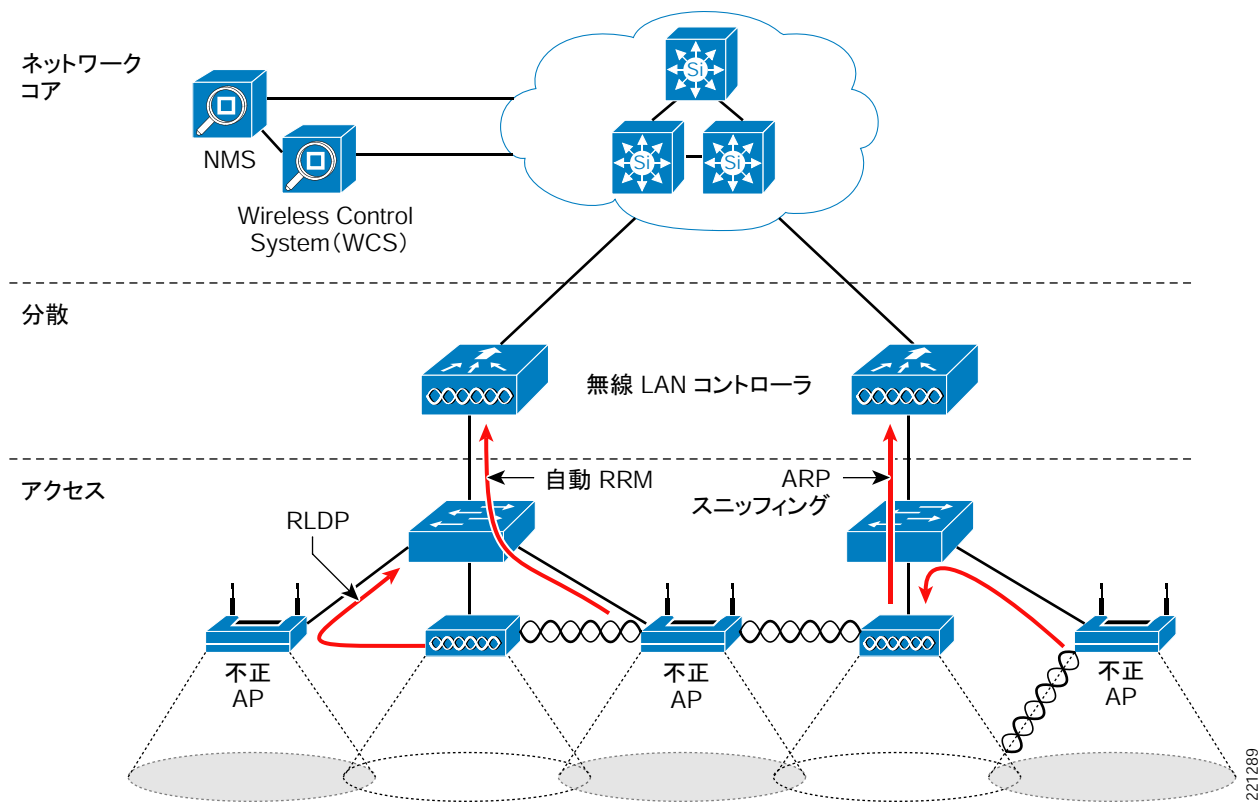 ネットワーク
コア
Si
Si
Si
NMS
Wireless Control
System（WCS）
分散
無線 LAN コントローラ
アクセス
自動 RRM
ARP
スニッフィング
RLDP
不正
AP
不正
AP
不正
AP
221289